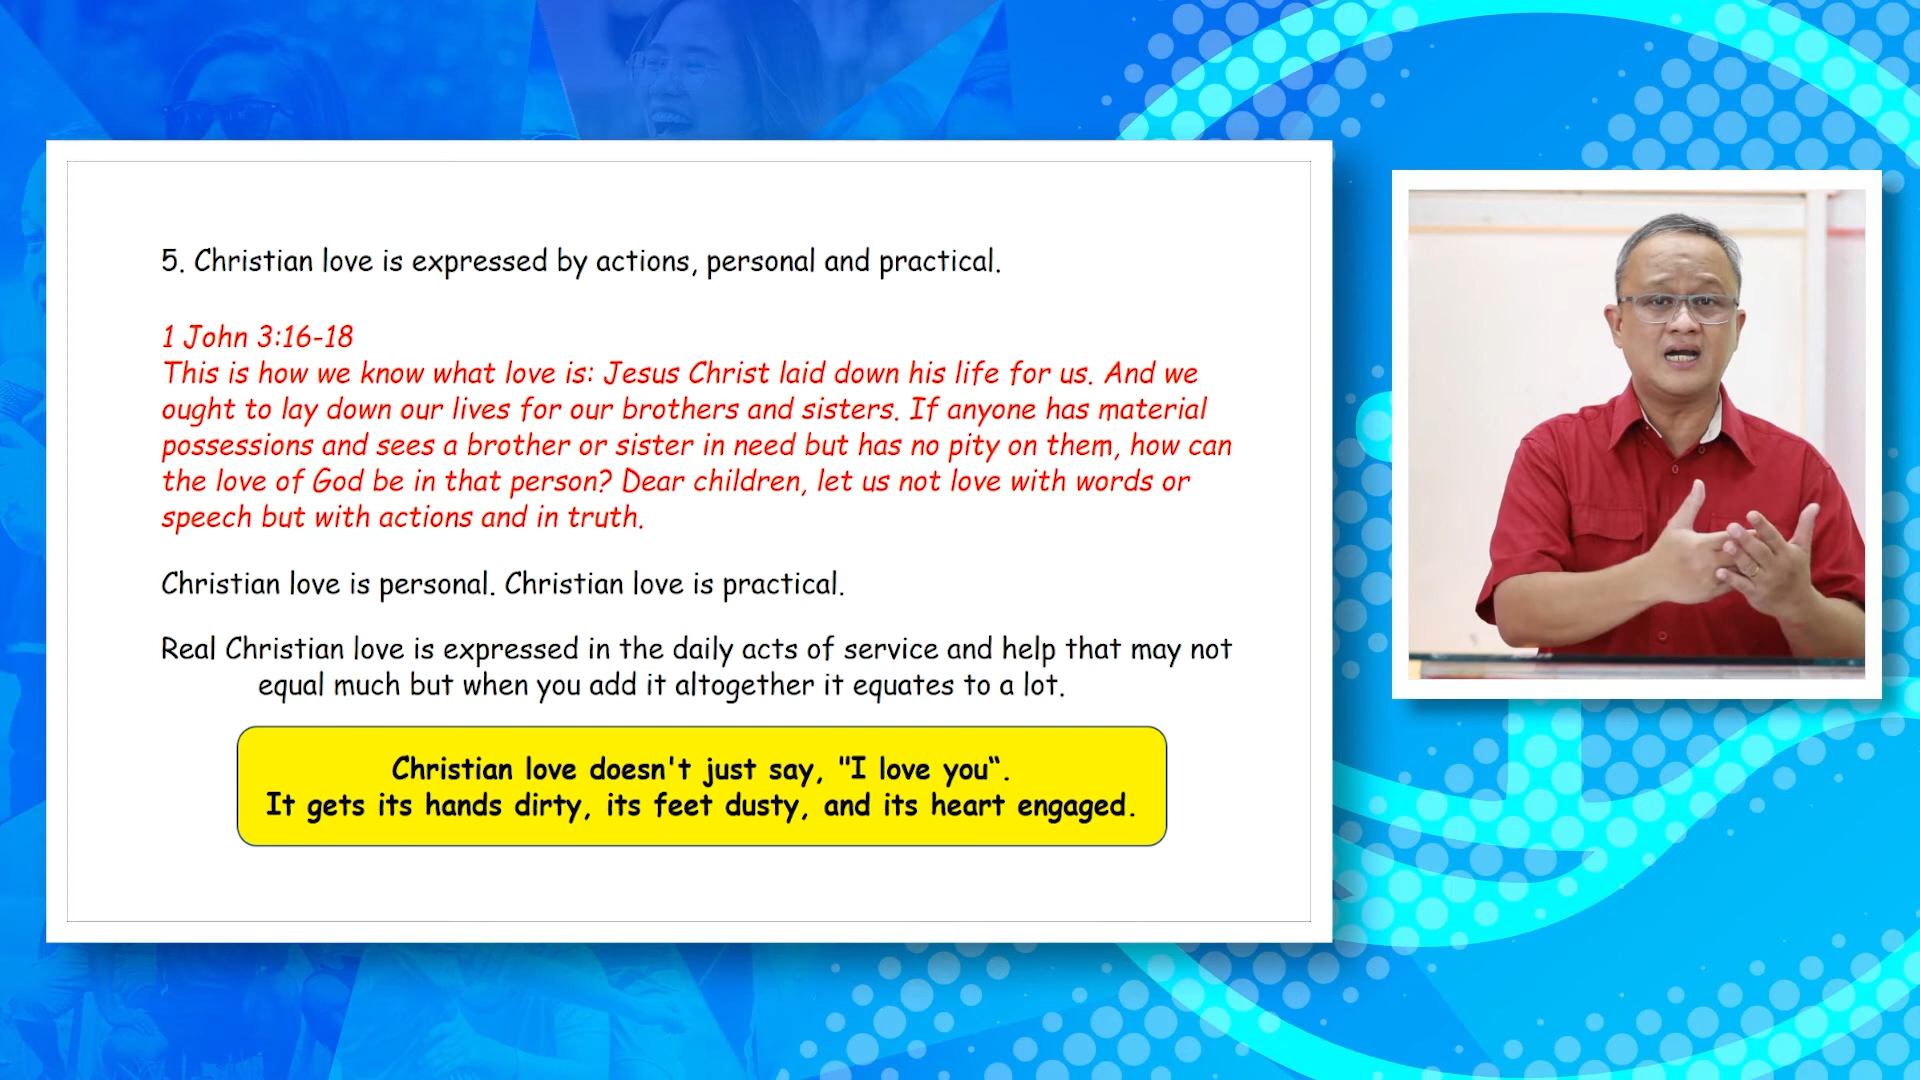 5. Christian love is expressed by actions, personal and practical.
1 John 3:16-18
This is how we know what love is: Jesus Christ laid down his life for us. And we
ought to lay down our lives for our brothers and sisters. If anyone has material
possessions and sees a brother or sister in need but has no pity on them, how can
the love of God be in that person? Dear children, let us not love with words or
speech but with actions and in truth.
Christian love is personal. Christian love is practical.
Real Christian love is expressed in the daily acts of service and help that may not
equal much but when you add it altogether it equates to a lot.
Christian love doesn't just say, "I love you“.
It gets its hands dirty, its feet dusty, and its heart engaged.